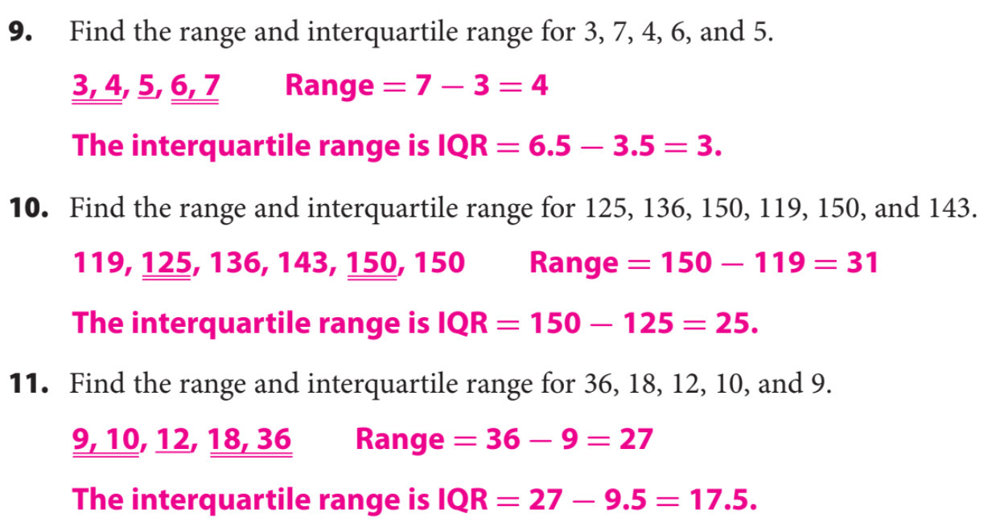 9. Find the range and interquartile range for 3, 7, 4, 6, and 5.
3, 4, 5, 6, 7 Range = 7 − 3 = 4
The interquartile range is IQR = 6.5 − 3.5 = 3.
10. Find the range and interquartile range for 125, 136, 150, 119, 150, and 143.
119, 125, 136, 143, 150, 150 Range = 150 − 119 = 31
The interquartile range is IQR = 150 − 125 = 25.
11. Find the range and interquartile range for 36, 18, 12, 10, and 9.
9, 10, 12, 18, 36 Range = 36 − 9 = 27
The interquartile range is IQR = 27 − 9.5 = 17.5.